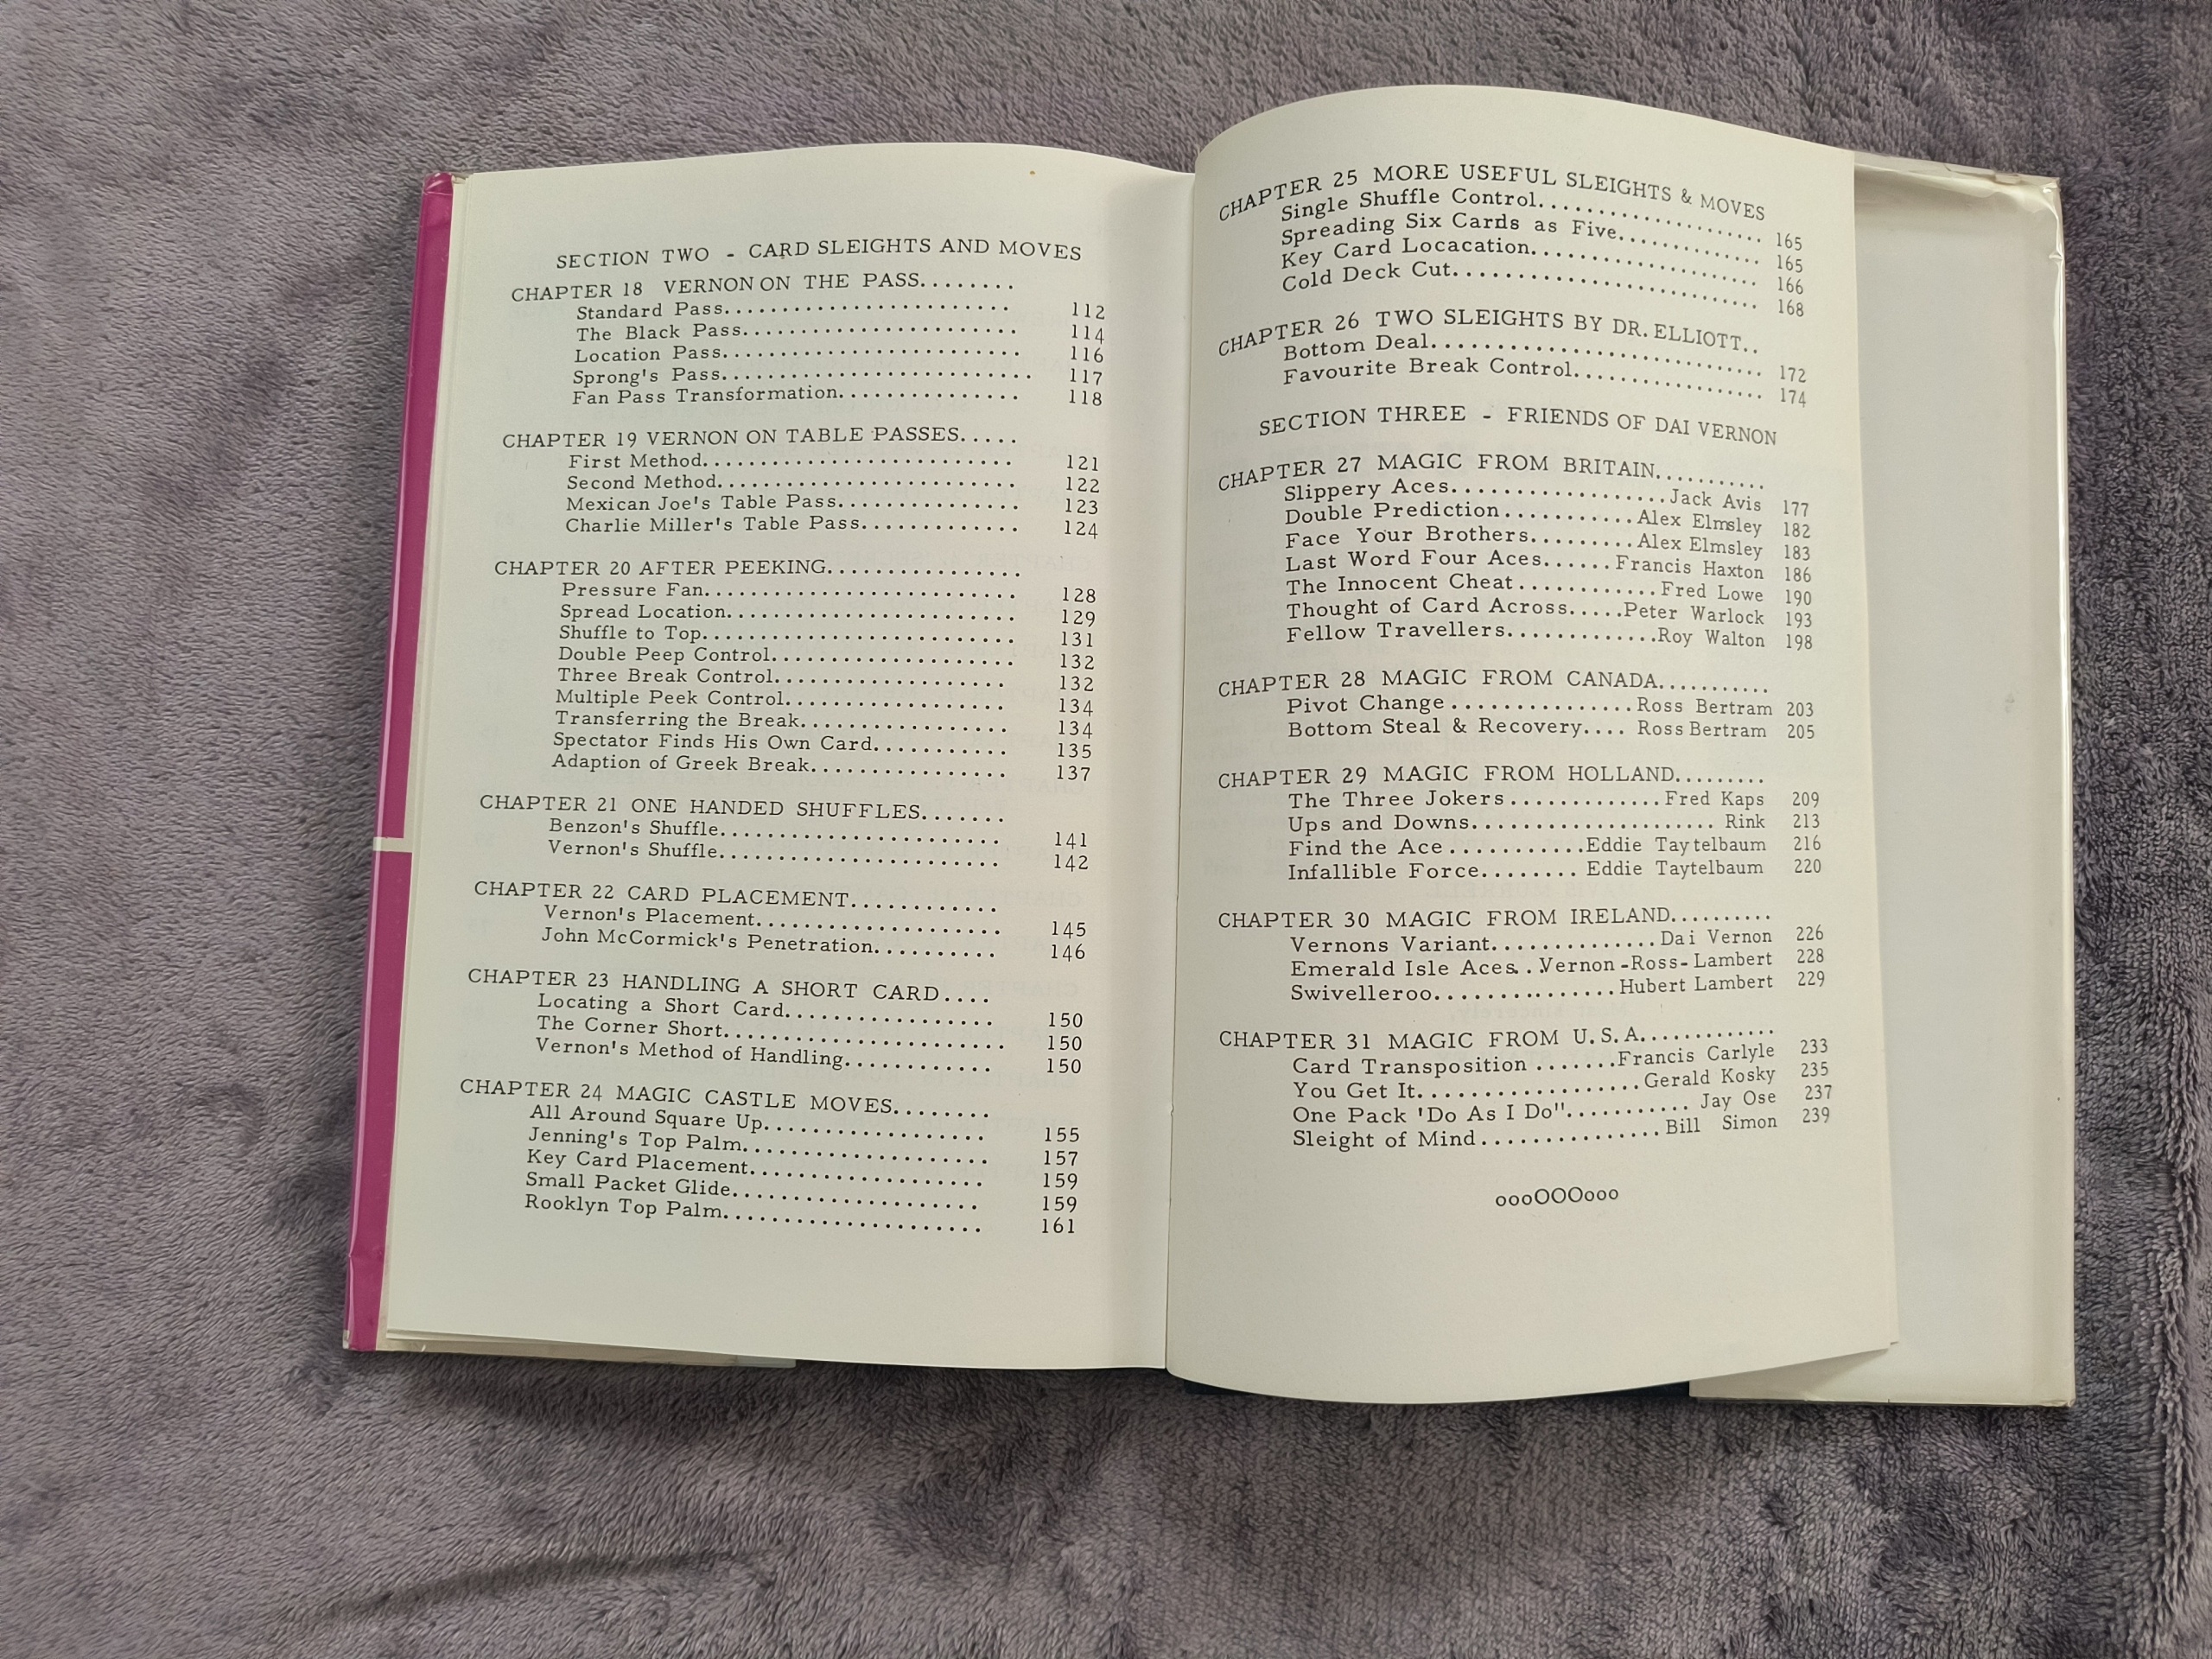 SECTION TWO - CARD SLEIGHTS AND MOVES
CHAPTER 18 VERNON ON THE PASS........
Standard Pass......................... 112
The Black Pass........................ 114
Location Pass.......................... 116
Sprong's Pass........................... 117
Fan Pass Transformation................ 118
CHAPTER 19 VERNON ON TABLE PASSES.....
First Method........................... 121
Second Method.......................... 122
Mexican Joe's Table Pass................ 123
Charlie Miller's Table Pass.............. 124
CHAPTER 20 AFTER PEEKING.................
Pressure Fan........................... 128
Spread Location......................... 129
Shuffle to Top........................... 131
Double Peep Control..................... 132
Three Break Control.................... 132
Multiple Peek Control................... 134
Transferring the Break.................. 134
Spectator Finds His Own Card............ 135
Adaption of Greek Break................. 137
CHAPTER 21 ONE HANDED SHUFFLES.......
Benzon's Shuffle........................ 141
Vernon's Shuffle........................ 142
CHAPTER 22 CARD PLACEMENT.............
Vernon's Placement..................... 145
John McCormick's Penetration........... 146
CHAPTER 23 HANDLING A SHORT CARD....
Locating a Short Card.................. 150
The Corner Short........................ 150
Vernon's Method of Handling............. 150
CHAPTER 24 MAGIC CASTLE MOVES........
All Around Square Up.................... 155
Jenning's Top Palm...................... 157
Key Card Placement..................... 159
Small Packet Glide...................... 159
Rooklyn Top Palm....................... 161
CHAPTER 25 MORE USEFUL SLEIGHTS & MOVES
Single Shuffle Control.................... 165
Spreading Six Cards as Five............. 165
Key Card Locacation.................... 166
Cold Deck Cut........................... 168
CHAPTER 26 TWO SLEIGHTS BY DR. ELLIOTT..
Bottom Deal............................. 172
Favourite Break Control................. 174
SECTION THREE - FRIENDS OF DAI VERNON
CHAPTER 27 MAGIC FROM BRITAIN...........
Slippery Aces...................Jack Avis 177
Double Prediction...........Alex Elmsley 182
Face Your Brothers.........Alex Elmsley 183
Last Word Four Aces......Francis Haxton 186
The Innocent Cheat............Fred Lowe 190
Thought of Card Across.....Peter Warlock 193
Fellow Travellers.............Roy Walton 198
CHAPTER 28 MAGIC FROM CANADA...........
Pivot Change................Ross Bertram 203
Bottom Steal & Recovery.... Ross Bertram 205
CHAPTER 29 MAGIC FROM HOLLAND.........
The Three Jokers.............Fred Kaps 209
Ups and Downs..................... Rink 213
Find the Ace...........Eddie Taytelbaum 216
Infallible Force........ Eddie Taytelbaum 220
CHAPTER 30 MAGIC FROM IRELAND..........
Vernons Variant..............Dai Vernon 226
Emerald Isle Aces...Vernon-Ross-Lambert 228
Swivelleroo................Hubert Lambert 229
CHAPTER 31 MAGIC FROM U.S.A............
Card Transposition.......Francis Carlyle 233
You Get It...................Gerald Kosky 235
One Pack 'Do As I Do"........... Jay Ose 237
Sleight of Mind................Bill Simon 239
oooOOOooo